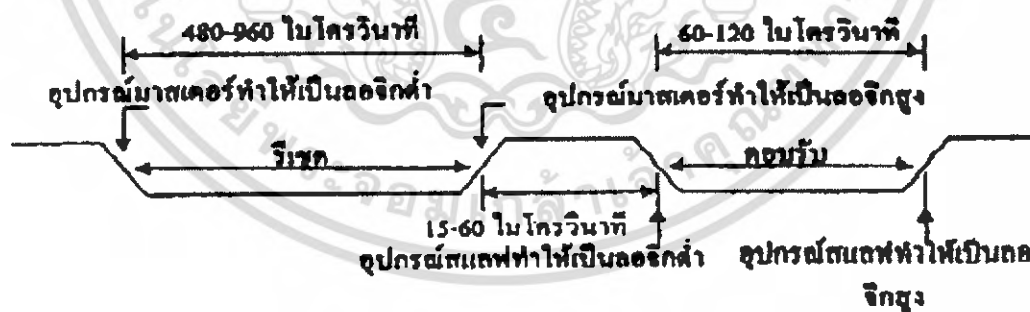 480-960 ไมโครวินาที
60-120 ไมโครวินาที
อุปกรณ์มาสเตอร์ทำให้เป็นลอจิกต่ำ
อุปกรณ์มาสเตอร์ทำให้เป็นลอจิกสูง
รีเซต
ตอบรับ
15-60 ไมโครวินาที
อุปกรณ์สเลฟทำให้เป็นลอจิกต่ำ
อุปกรณ์สเลฟทำให้เป็นลอ
จิกสูง